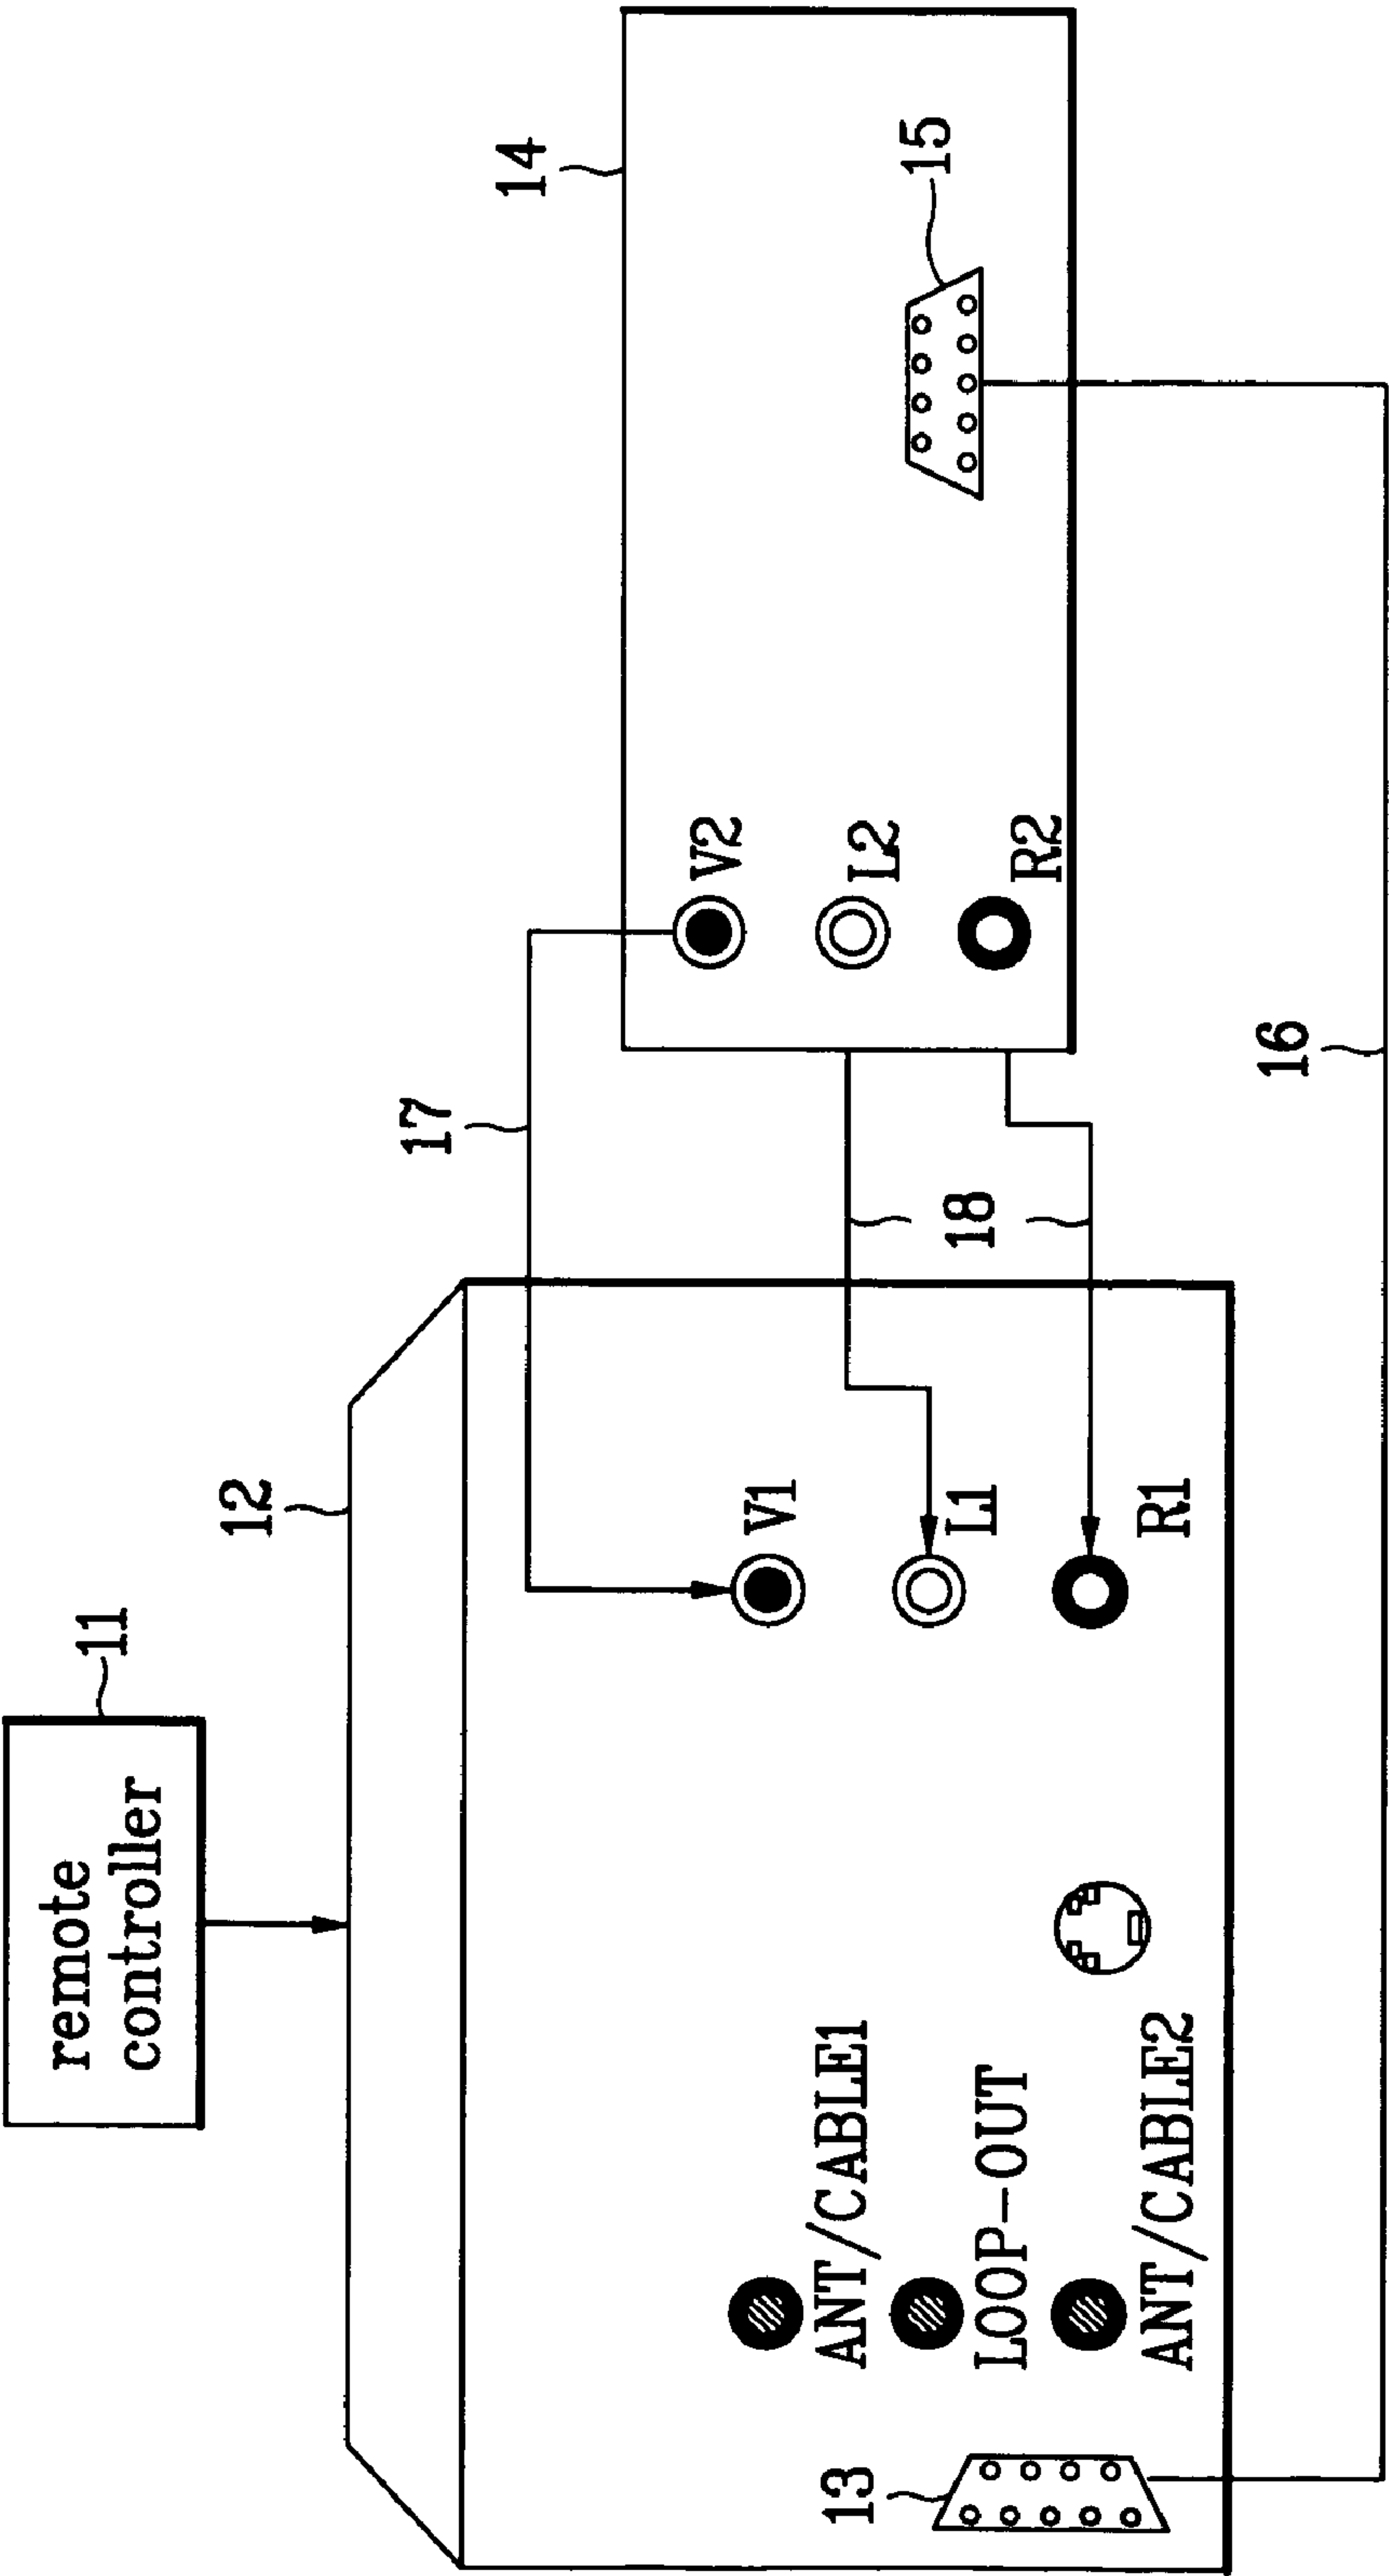 remote
controller
11
12
17
14
V1
L1
R1
V2
L2
R2
18
15
13
ANT/CABLE1
LOOP-OUT
ANT/CABLE2
16